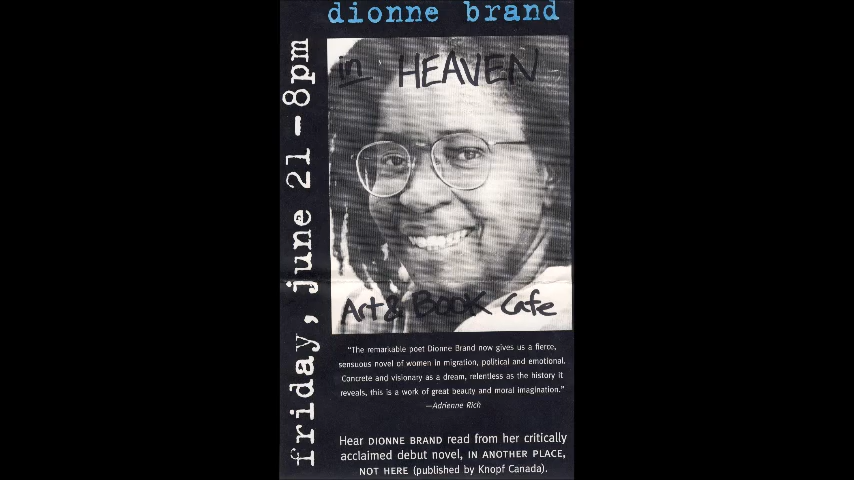 dionne brand
friday, june 21 – 8pm
in HEAVEN
Art & BOOK Cafe
"The remarkable poet Dionne Brand now gives us a fierce,
sensuous novel of women in migration, political and emotional.
Concrete and visionary as a dream, relentless as the history it
reveals, this is a work of great beauty and moral imagination."
—Adrienne Rich
Hear DIONNE BRAND read from her critically
acclaimed debut novel, IN ANOTHER PLACE,
NOT HERE (published by Knopf Canada).